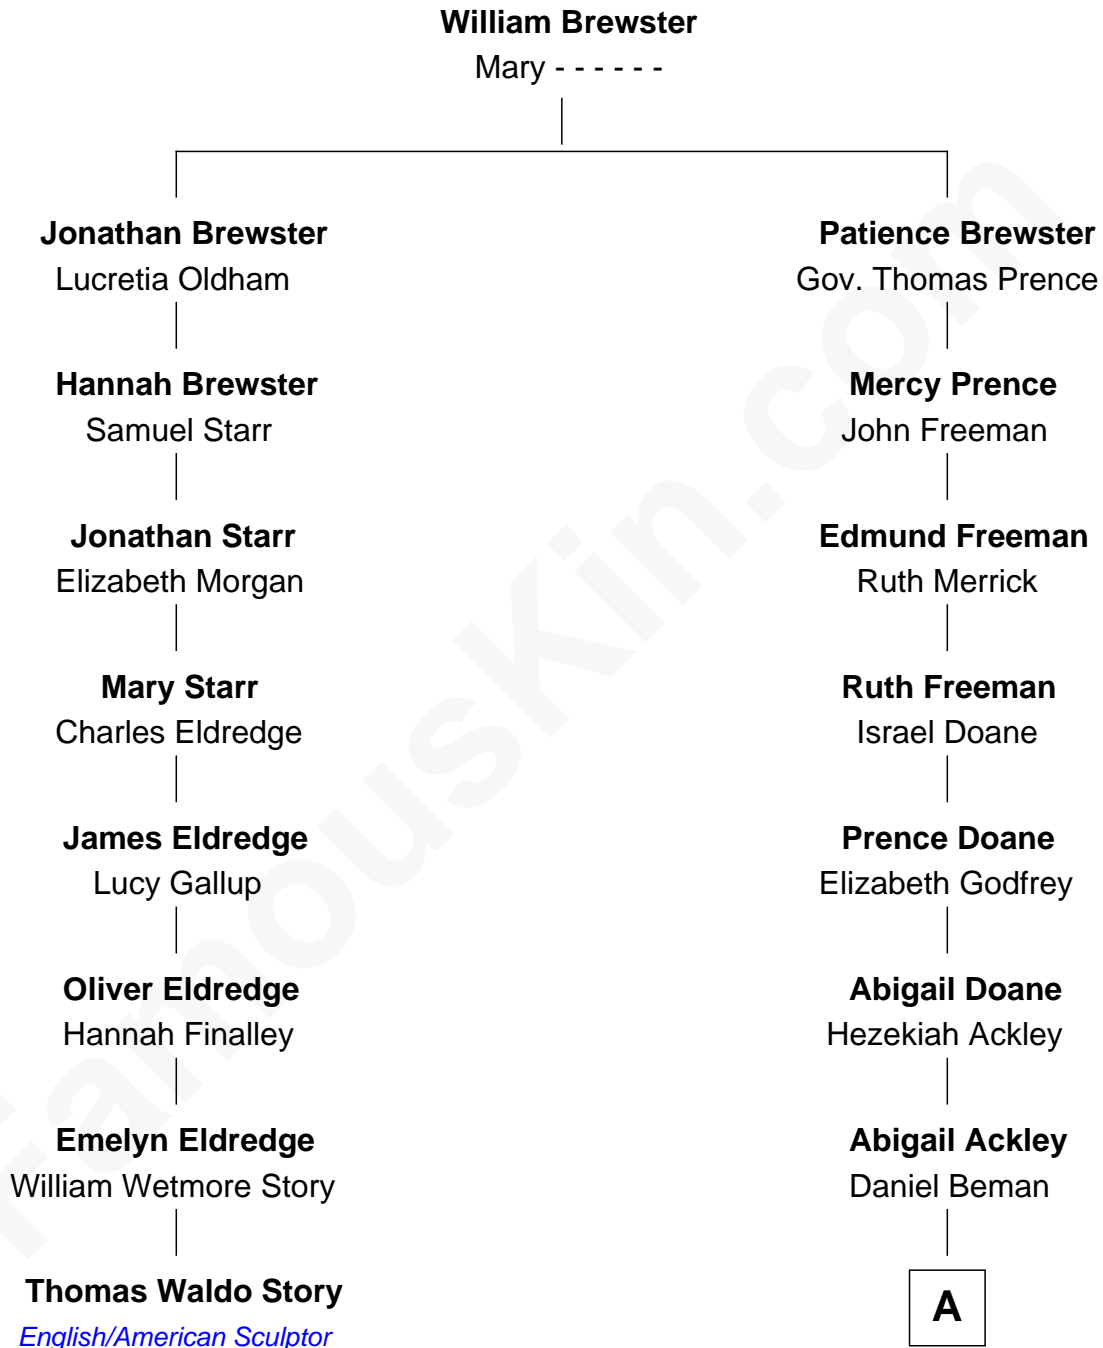 William Brewster
Mary - - - - - -
Jonathan Brewster
Lucretia Oldham
Patience Brewster
Gov. Thomas Prence
Hannah Brewster
Samuel Starr
Mercy Prence
John Freeman
Jonathan Starr
Elizabeth Morgan
Edmund Freeman
Ruth Merrick
Mary Starr
Charles Eldredge
Ruth Freeman
Israel Doane
James Eldredge
Lucy Gallup
Prence Doane
Elizabeth Godfrey
Oliver Eldredge
Hannah Finalley
Abigail Doane
Hezekiah Ackley
Emelyn Eldredge
William Wetmore Story
Abigail Ackley
Daniel Beman
Thomas Waldo Story
English/American Sculptor
A
FamousKin.com